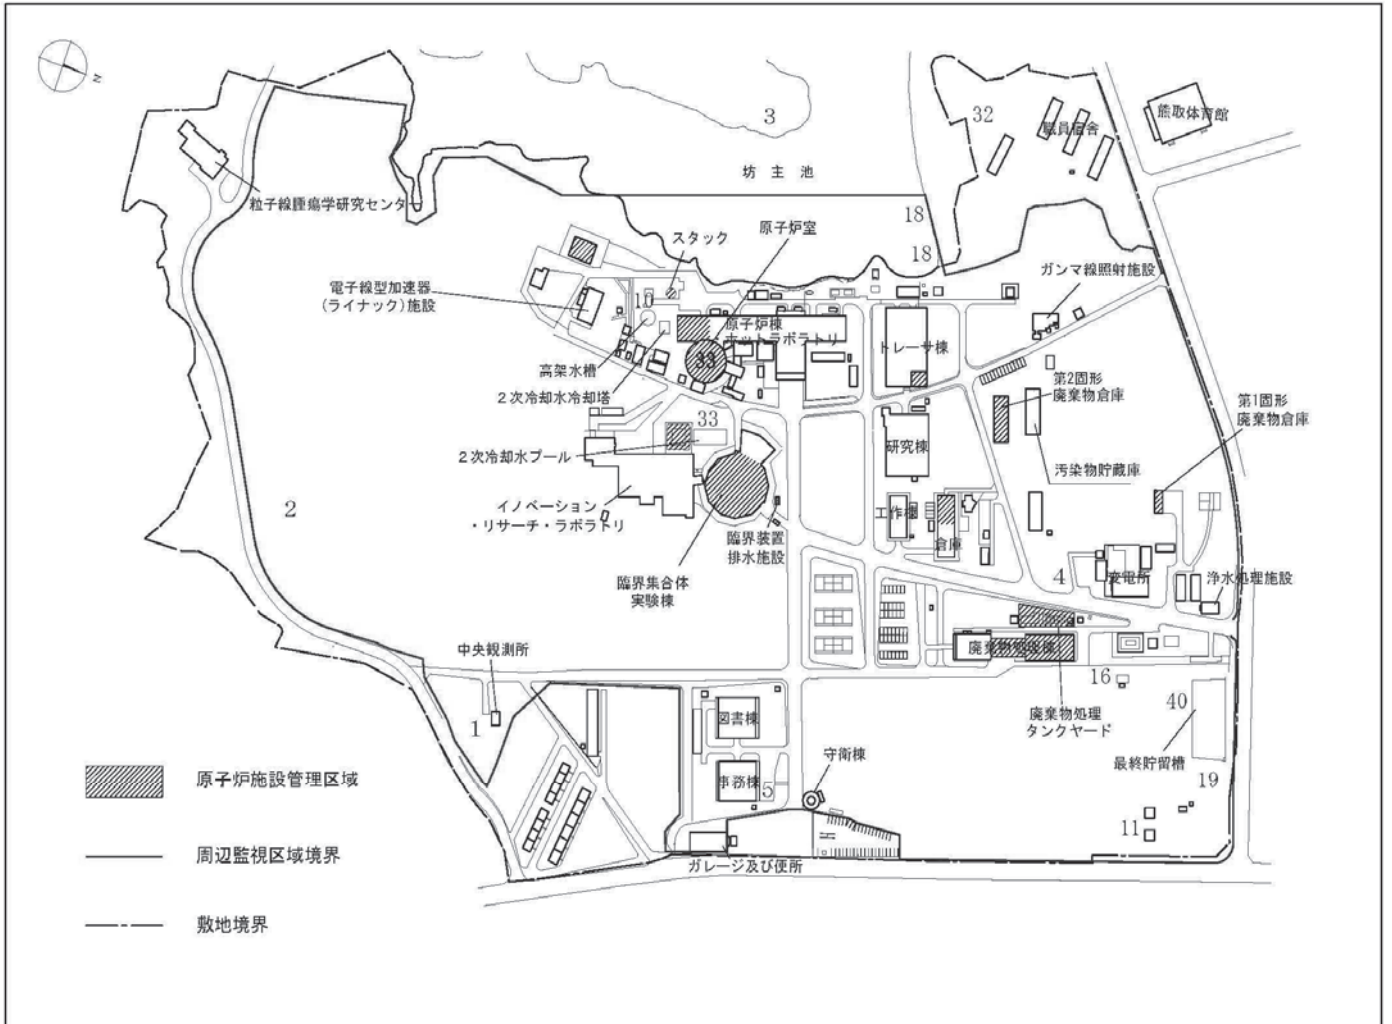 N
3
32
熊取体育館
職員宿舎
坊主池
粒子線腫瘍学研究センタ
18
スタック
原子炉室
18
ガンマ線照射施設
電子線型加速器
(ライナック)施設
原子炉棟
ホットラボラトリ
トレーサ棟
33
高架水槽
2次冷却水冷却塔
第2固形
廃棄物倉庫
第1固形
廃棄物倉庫
33
研究棟
2次冷却水プール
汚染物貯蔵庫
2
イノベーション
・リサーチ・ラボラトリ
工作棟
倉庫
臨界装置
排水施設
臨界集合体
実験棟
4
変電所
浄水処理施設
中央観測所
廃棄物処理棟
16
1
図書棟
廃棄物処理
タンクヤード
40
最終貯留槽
守衛棟
事務棟
5
19
11
ガレージ及び便所
原子炉施設管理区域
周辺監視区域境界
敷地境界